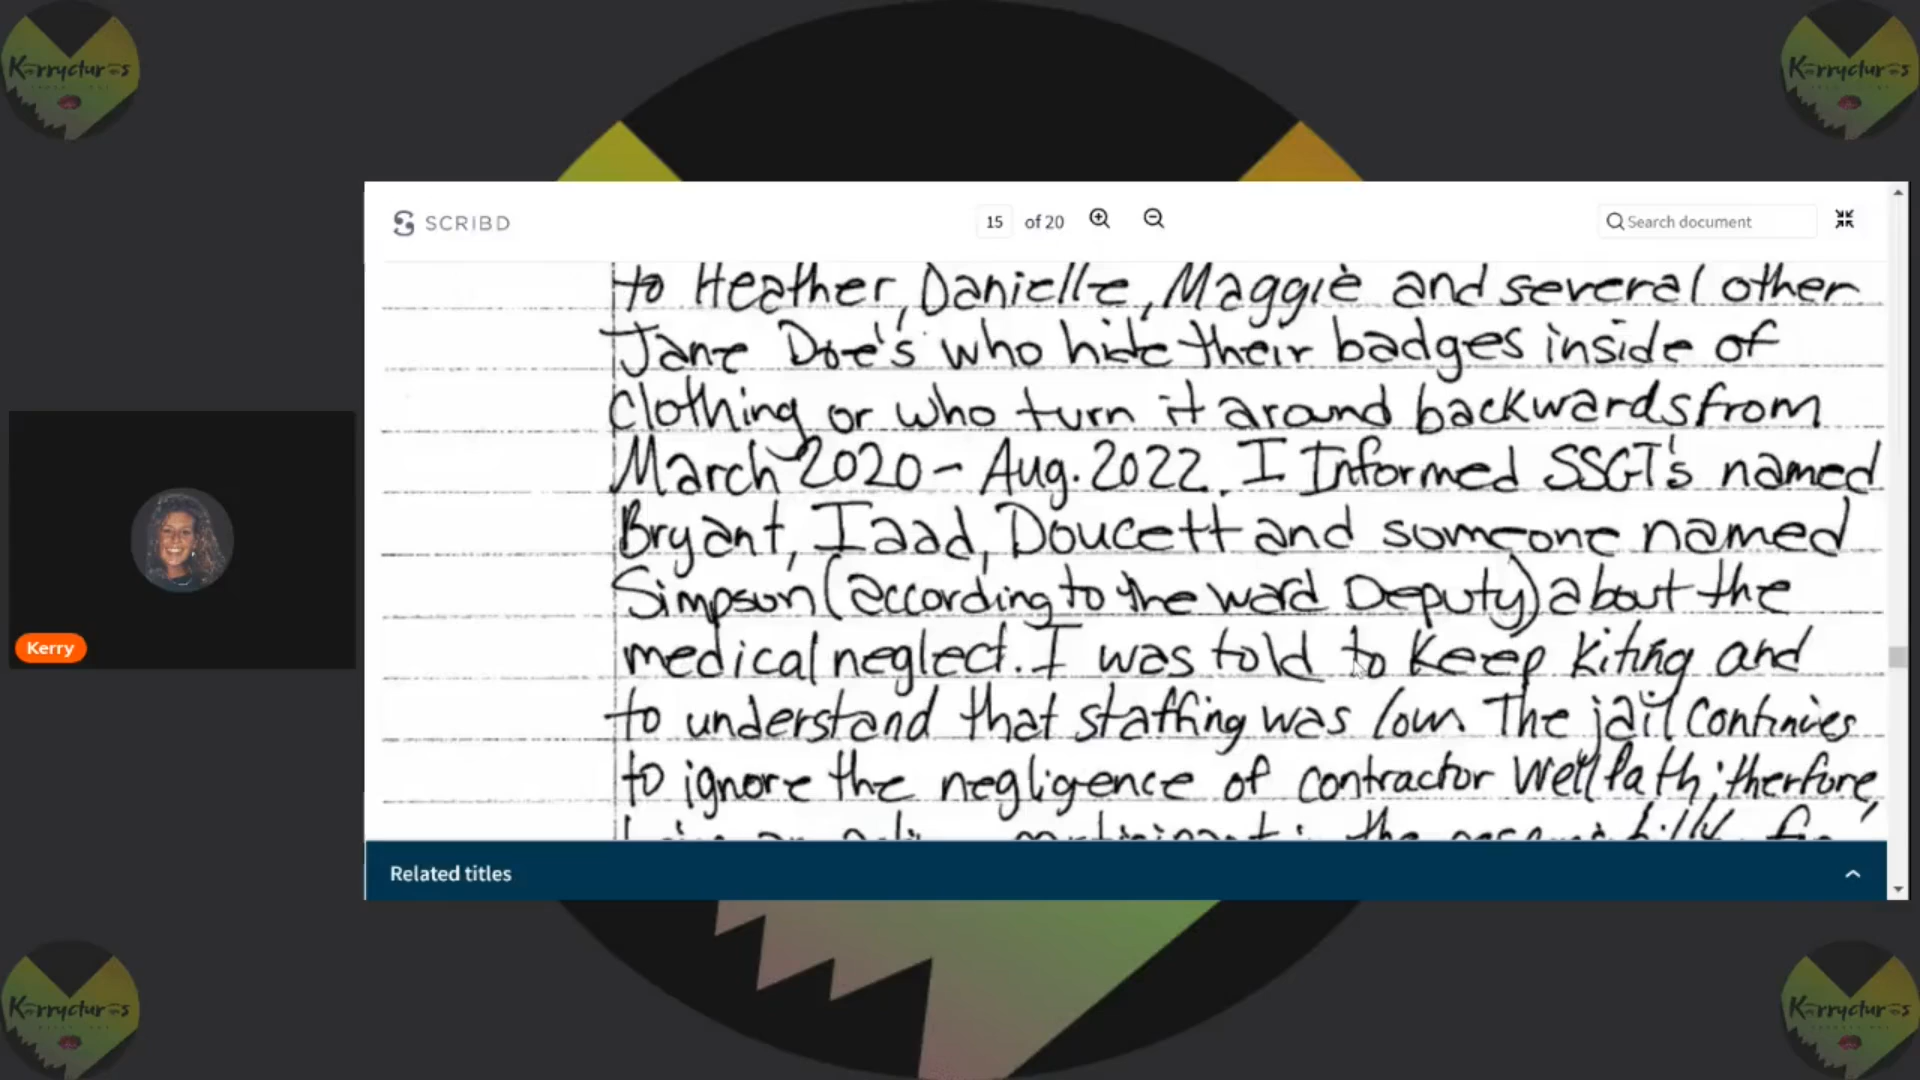 Kerryctures
Kerryctures
SCRIBD
15 of 20
Search document
to Heather, Danielle, Maggie and several other
Jane Doe's who hide their badges inside of
clothing or who turn it around backwards from
March 2020 - Aug. 2022. I Informed SSGT's named
Bryant, Iaad, Doucett and someone named
Simpson (according to the ward Deputy) about the
medical neglect. I was told to keep kiting and
to understand that staffing was low. The jail continues
to ignore the negligence of contractor Wellpath; therfore,
Kerry
Related titles
Kerryctures
Kerryctures